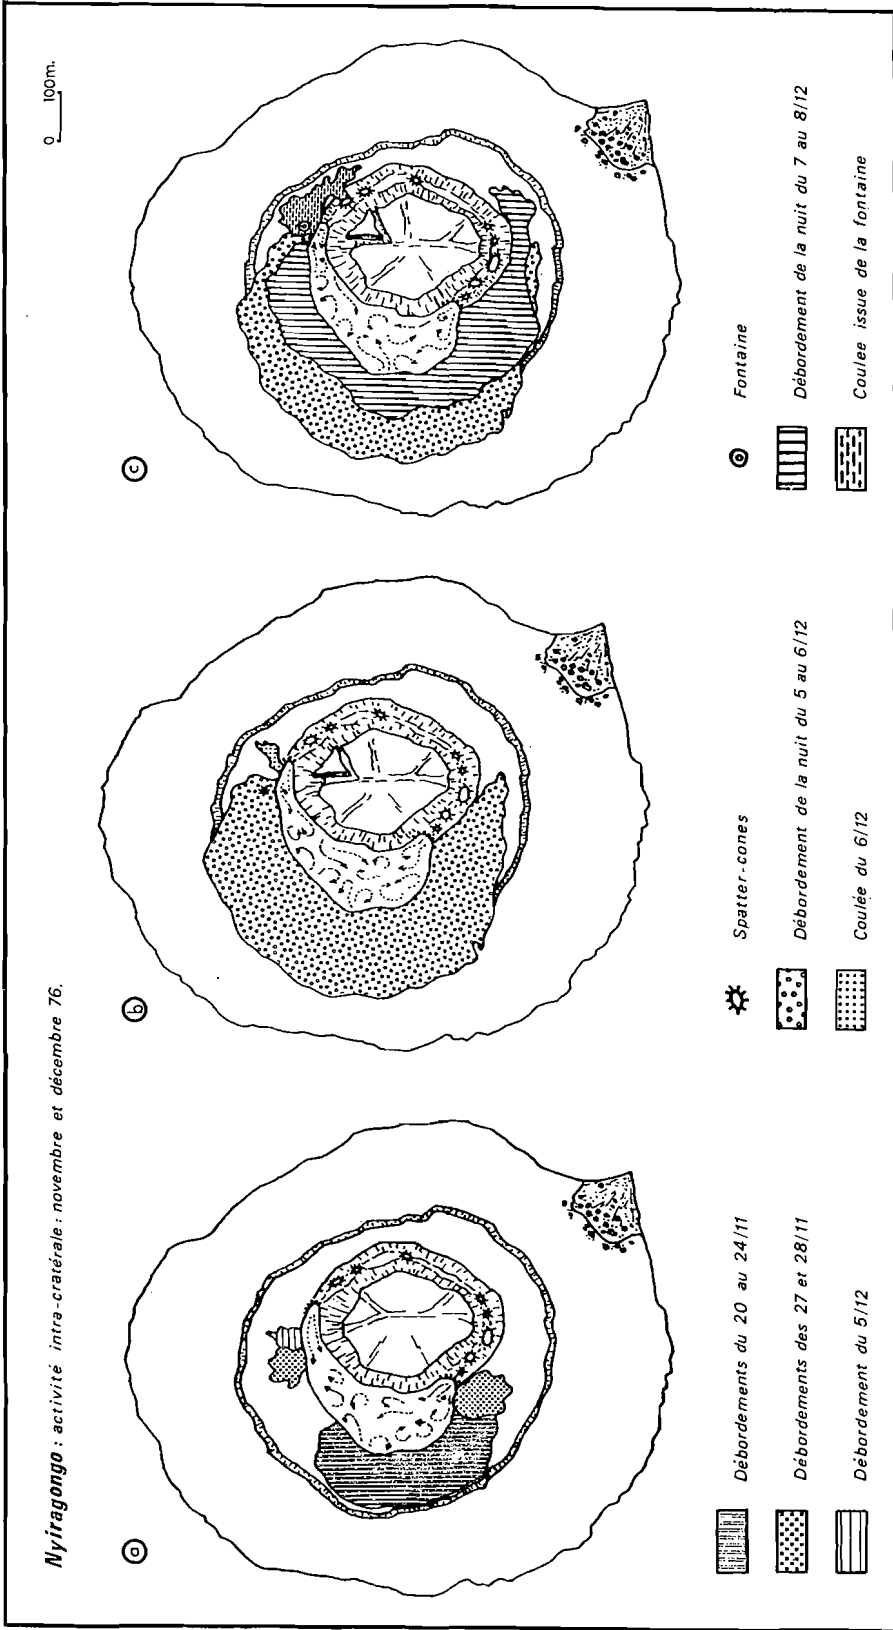 Nyiragongo : activité intra-cratérale : novembre et décembre 76.
0 100m.
a
b
c
Débordements du 20 au 24/11
Débordements des 27 et 28/11
Débordement du 5/12
Spatter-cones
Débordement de la nuit du 5 au 6/12
Coulée du 6/12
Fontaine
Débordement de la nuit du 7 au 8/12
Coulee issue de la fontaine